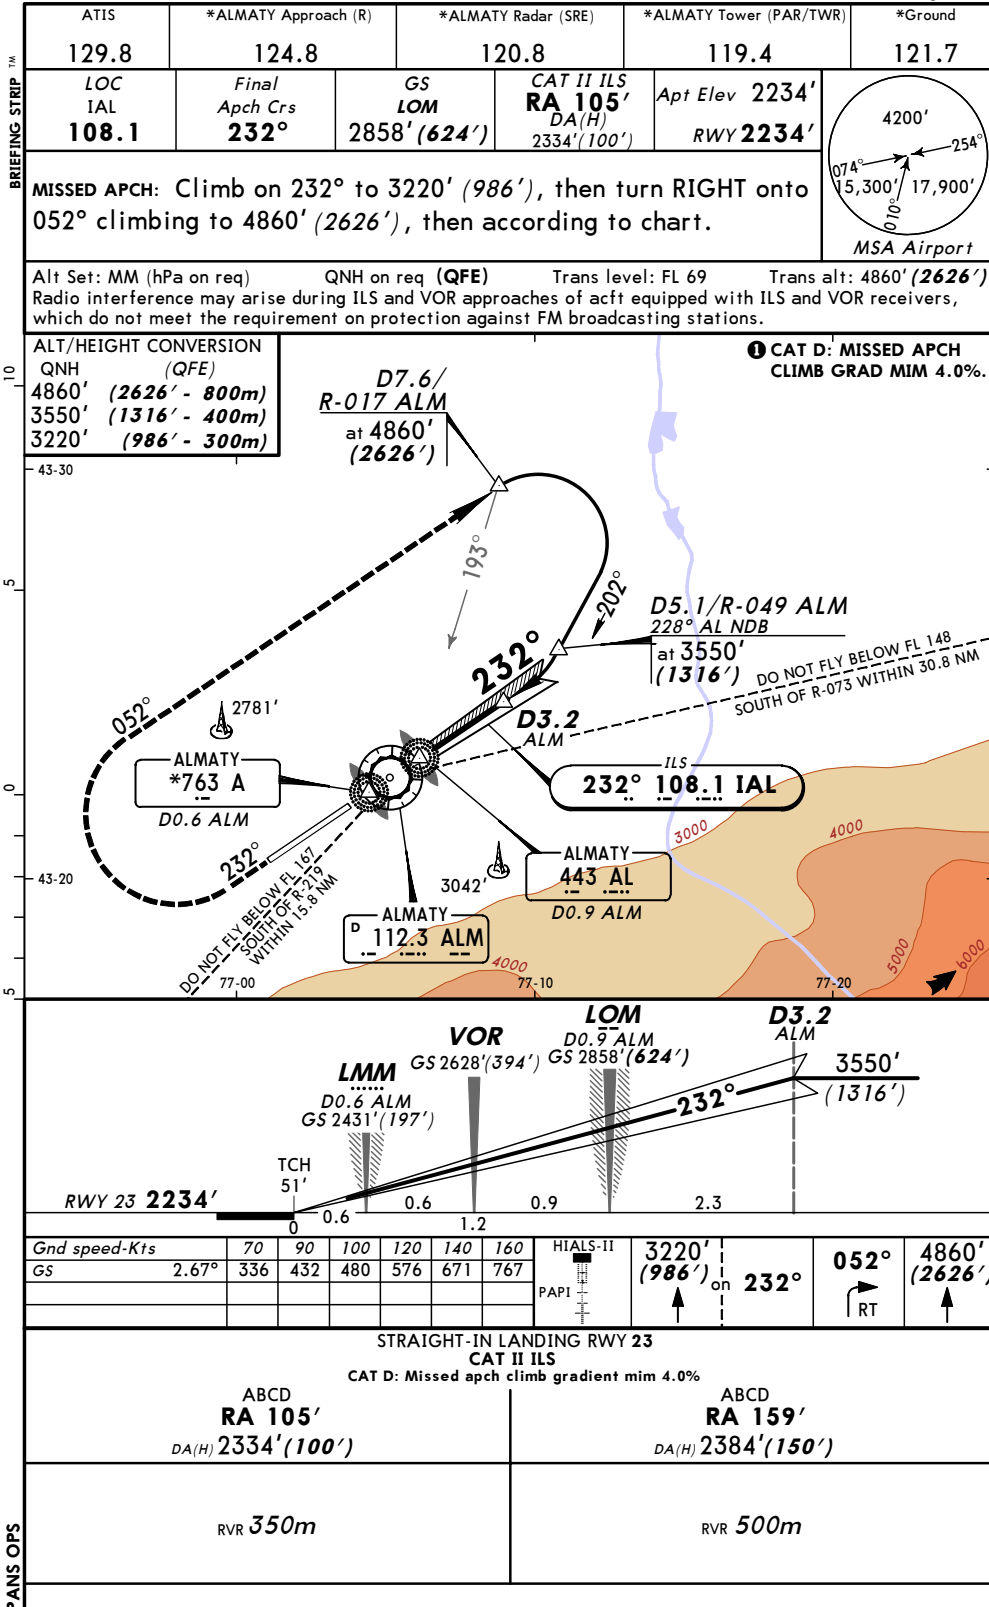 ATIS
129.8
*ALMATY Approach (R)
124.8
*ALMATY Radar (SRE)
120.8
*ALMATY Tower (PAR/TWR)
119.4
*Ground
121.7
BRIEFING STRIP TM
LOC
IAL
108.1
Final
Apch Crs
232°
GS
LOM
2858' (624')
CAT II ILS
RA 105'
DA(H)
2334' (100')
Apt Elev 2234'
RWY 2234'
4200'
254°
074°
15,300'
17,900'
010°
MSA Airport
MISSED APCH: Climb on 232° to 3220' (986'), then turn RIGHT onto
052° climbing to 4860' (2626'), then according to chart.
Alt Set: MM (hPa on req) QNH on req (QFE) Trans level: FL 69 Trans alt: 4860' (2626')
Radio interference may arise during ILS and VOR approaches of acft equipped with ILS and VOR receivers,
which do not meet the requirement on protection against FM broadcasting stations.
ALT/HEIGHT CONVERSION
QNH (QFE)
4860' (2626' - 800m)
3550' (1316' - 400m)
3220' (986' - 300m)
1 CAT D: MISSED APCH
CLIMB GRAD MIM 4.0%.
10
5
0
5
43-30
D7.6/
R-017 ALM
at 4860'
(2626')
193°
202°
D5.1/R-049 ALM
228° AL NDB
at 3550'
(1316')
232°
DO NOT FLY BELOW FL 148
SOUTH OF R-073 WITHIN 30.8 NM
052°
2781'
D3.2
ALM
ALMATY
*763 A
D0.6 ALM
ILS
232° 108.1 IAL
232°
3000
4000
43-20
3042'
ALMATY
443 AL
D0.9 ALM
ALMATY
D 112.3 ALM
DO NOT FLY BELOW FL 167
SOUTH OF R-219
WITHIN 15.8 NM
4000
5000
6000
77-00
77-10
77-20
LMM
D0.6 ALM
GS 2431' (197')
VOR
GS 2628' (394')
LOM
D0.9 ALM
GS 2858' (624')
D3.2
ALM
3550'
(1316')
232°
TCH
51'
RWY 23 2234'
0
0.6
0.6
1.2
0.9
2.3
Gnd speed-Kts 70 90 100 120 140 160
GS 2.67° 336 432 480 576 671 767
HIALS-II
PAPI
3220'
(986')
on 232°
052°
RT
4860'
(2626')
STRAIGHT-IN LANDING RWY 23
CAT II ILS
CAT D: Missed apch climb gradient mim 4.0%
ABCD
RA 105'
DA(H) 2334' (100')
ABCD
RA 159'
DA(H) 2384' (150')
RVR 350m
RVR 500m
PANS OPS